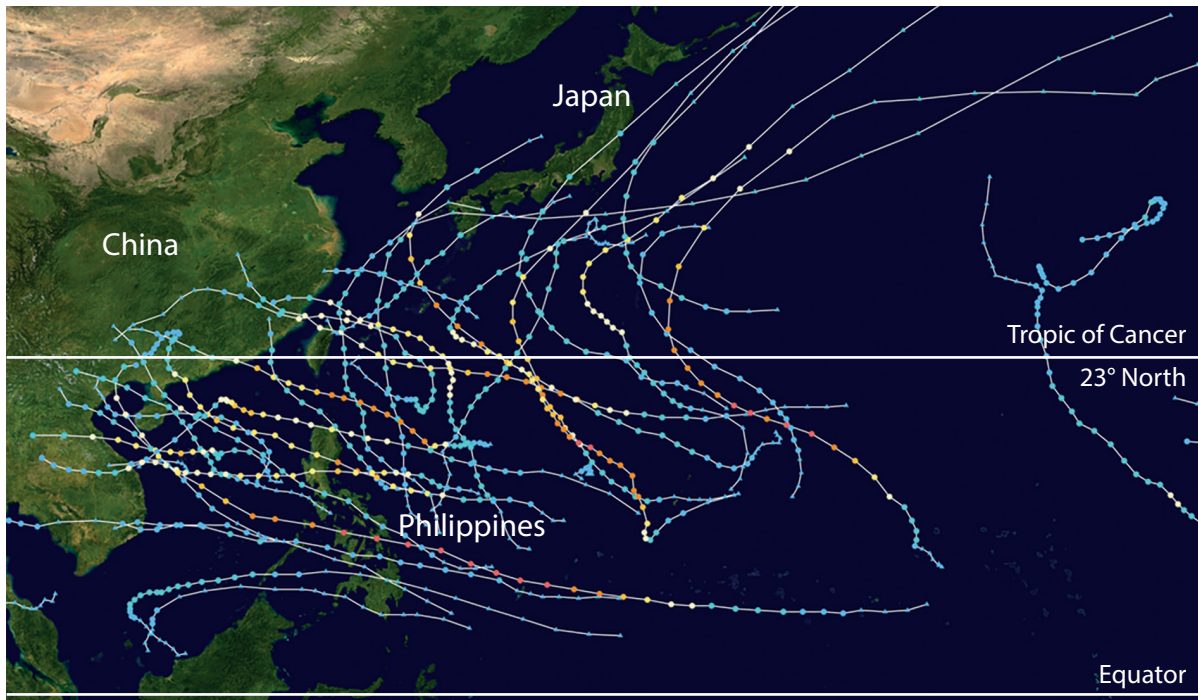 Japan
China
Tropic of Cancer
23° North
Philippines
Equator